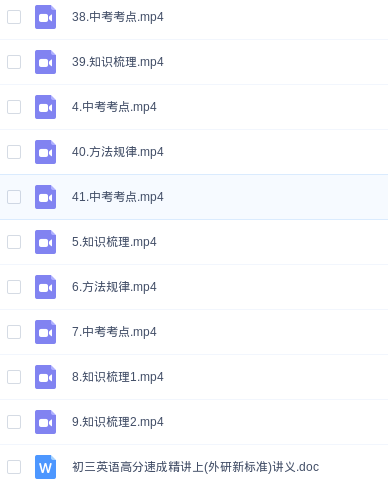 38.中考考点.mp4
39.知识梳理.mp4
4.中考考点.mp4
40.方法规律.mp4
41.中考考点.mp4
5.知识梳理.mp4
6.方法规律.mp4
7.中考考点.mp4
8.知识梳理1.mp4
9.知识梳理2.mp4
W 初三英语高分速成精讲上(外研新标准)讲义.doc